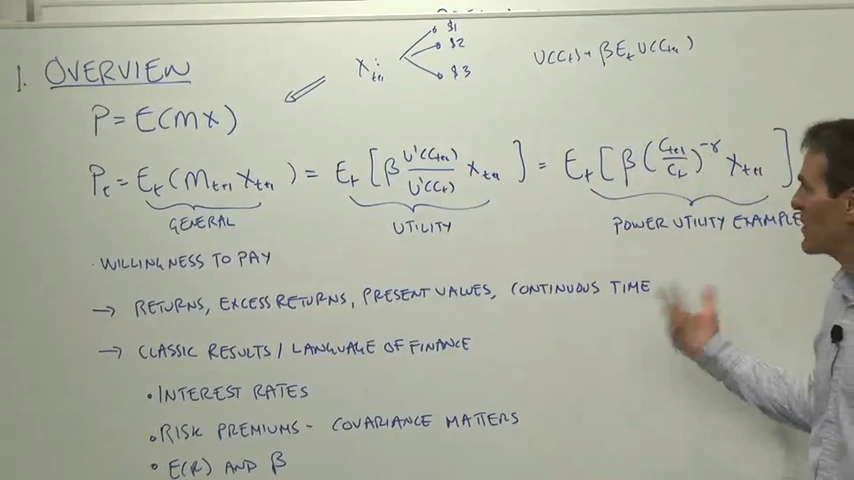 $1
$2
$3
X_{t+1}:
U(C_t) + βE_t U(C_{t+1})
1. OVERVIEW
P = E(MX)
P_t = E_t(M_{t+1} X_{t+1}) = E_t[β U'(C_{t+1})/U'(C_t) X_{t+1}] = E_t[β(C_{t+1}/C_t)^{-γ} X_{t+1}]
GENERAL
UTILITY
POWER UTILITY EXAMPLE
· WILLINGNESS TO PAY
→ RETURNS, EXCESS RETURNS, PRESENT VALUES, CONTINUOUS TIME
→ CLASSIC RESULTS / LANGUAGE OF FINANCE
• INTEREST RATES
• RISK PREMIUMS - COVARIANCE MATTERS
• E(R) AND β